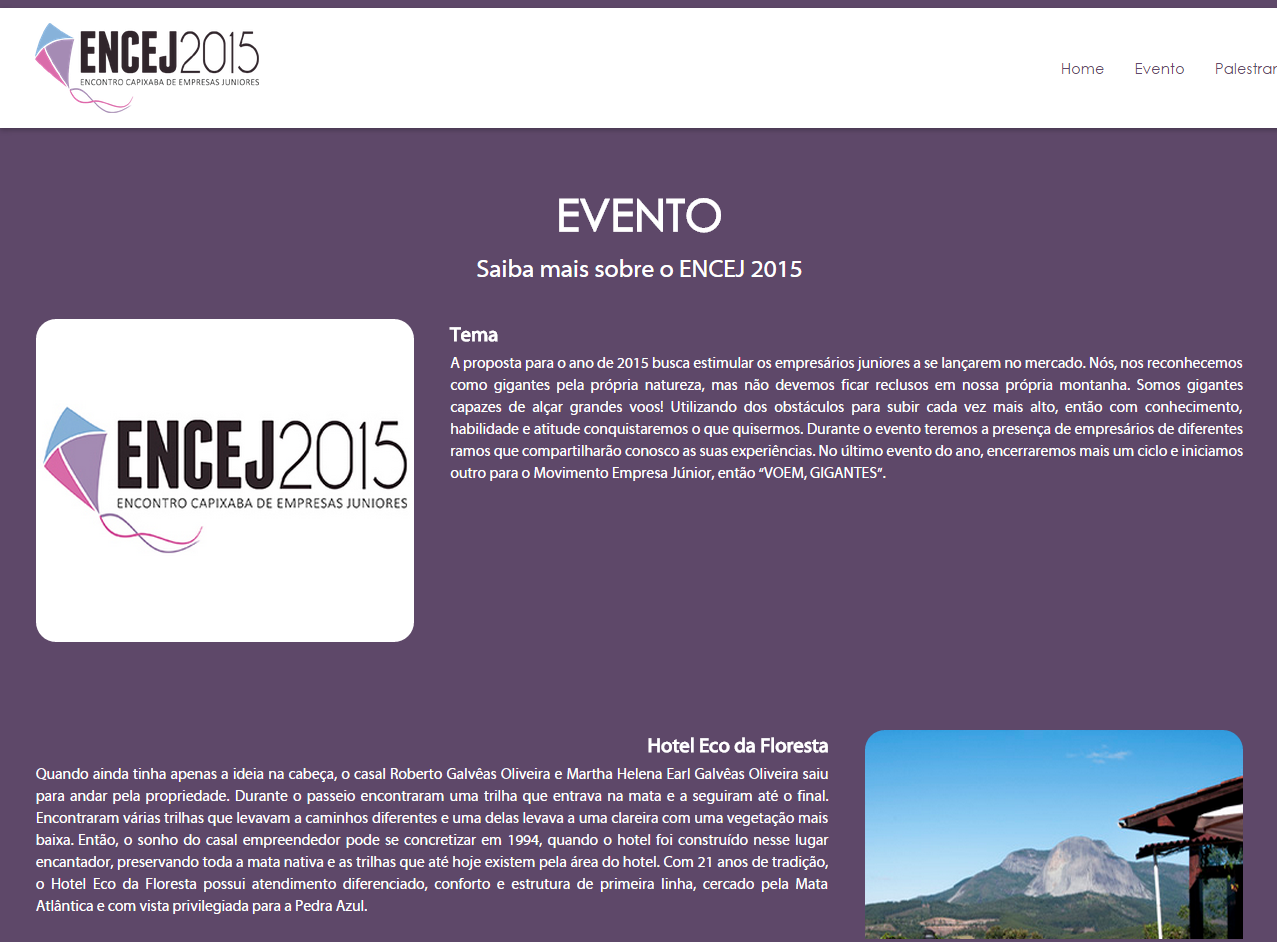 ENCEJ2015
ENCONTRO CAPIXABA DE EMPRESAS JUNIORES
Home Evento Palestrar
EVENTO
Saiba mais sobre o ENCEJ 2015
ENCEJ2015
ENCONTRO CAPIXABA DE EMPRESAS JUNIORES
Tema
A proposta para o ano de 2015 busca estimular os empresários juniores a se lançarem no mercado. Nós, nos reconhecemos
como gigantes pela própria natureza, mas não devemos ficar reclusos em nossa própria montanha. Somos gigantes
capazes de alçar grandes voos! Utilizando dos obstáculos para subir cada vez mais alto, então com conhecimento,
habilidade e atitude conquistaremos o que quisermos. Durante o evento teremos a presença de empresários de diferentes
ramos que compartilharão conosco as suas experiências. No último evento do ano, encerraremos mais um ciclo e iniciamos
outro para o Movimento Empresa Júnior, então “VOEM, GIGANTES”.
Hotel Eco da Floresta
Quando ainda tinha apenas a ideia na cabeça, o casal Roberto Galvêas Oliveira e Martha Helena Earl Galvêas Oliveira saiu
para andar pela propriedade. Durante o passeio encontraram uma trilha que entrava na mata e a seguiram até o final.
Encontraram várias trilhas que levavam a caminhos diferentes e uma delas levava a uma clareira com uma vegetação mais
baixa. Então, o sonho do casal empreendedor pode se concretizar em 1994, quando o hotel foi construído nesse lugar
encantador, preservando toda a mata nativa e as trilhas que até hoje existem pela área do hotel. Com 21 anos de tradição,
o Hotel Eco da Floresta possui atendimento diferenciado, conforto e estrutura de primeira linha, cercado pela Mata
Atlântica e com vista privilegiada para a Pedra Azul.